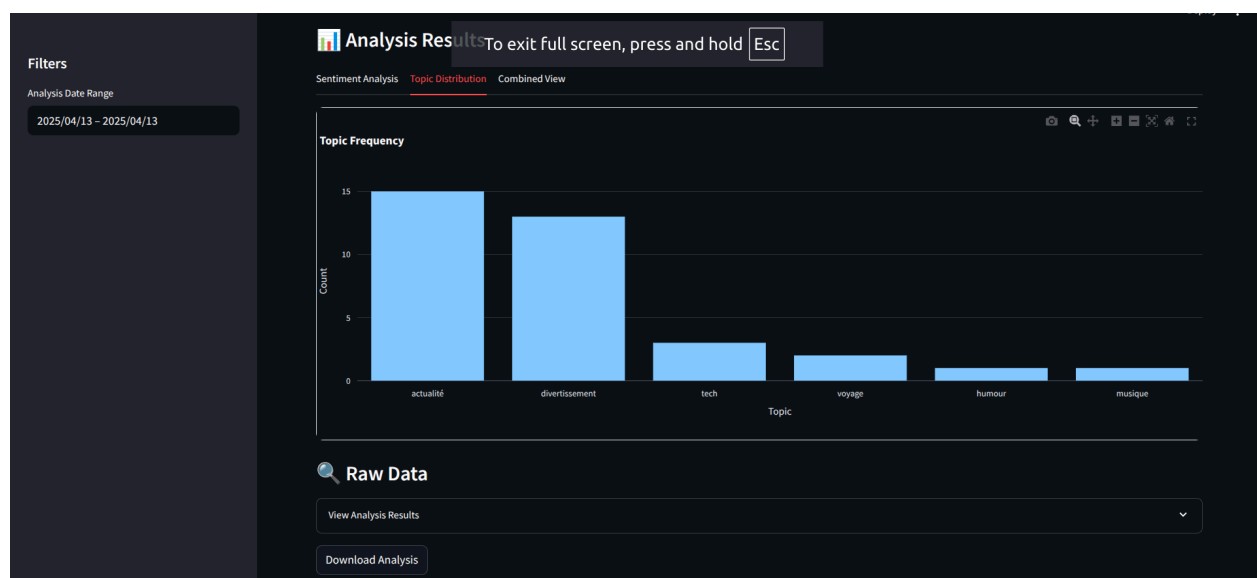 Analysis Results
To exit full screen, press and hold Esc
Filters
Analysis Date Range
2025/04/13 – 2025/04/13
Sentiment Analysis Topic Distribution Combined View
Topic Frequency
15
10
5
0
Count
actualité divertissement tech voyage humour musique
Topic
Raw Data
View Analysis Results
Download Analysis